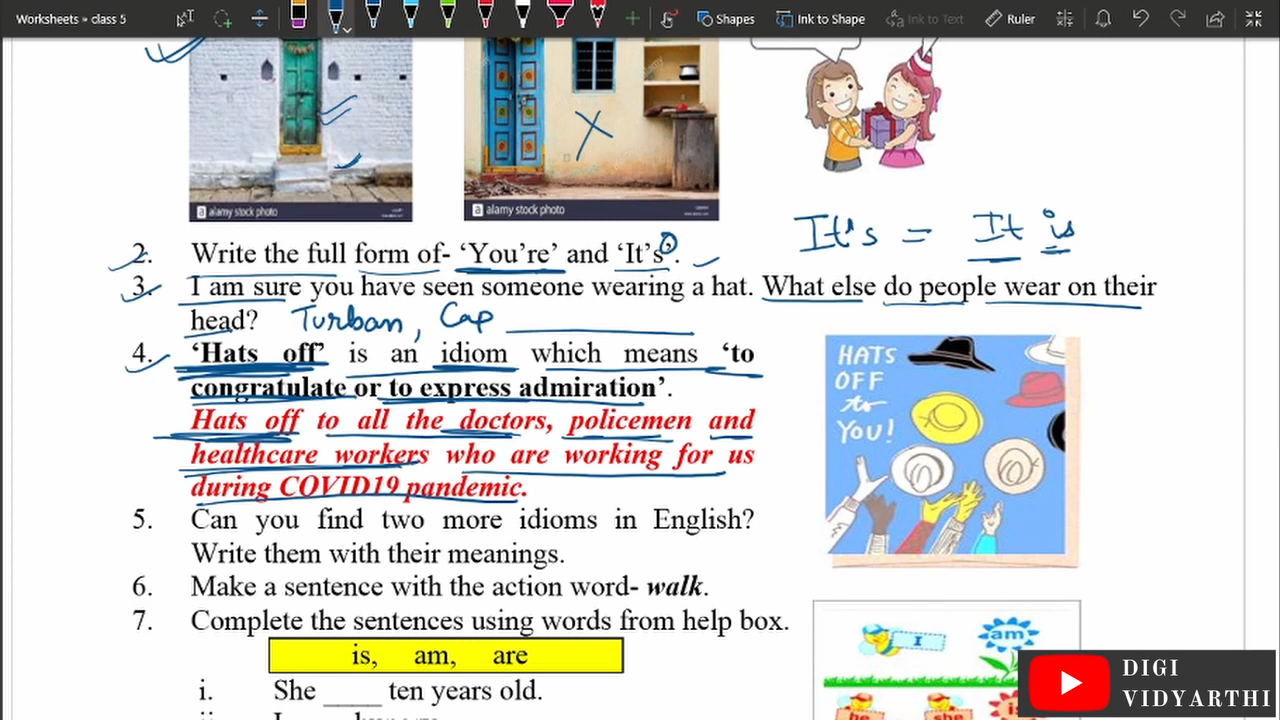 Worksheets » class 5
Shapes
Ink to Shape
Ink to Text
Ruler
a alamy stock photo
a alamy stock photo
It's = It is
2. Write the full form of- ‘You’re’ and ‘It’s’.
3. I am sure you have seen someone wearing a hat. What else do people wear on their
head? Turban, Cap
4. ‘Hats off’ is an idiom which means ‘to
congratulate or to express admiration’.
Hats off to all the doctors, policemen and
healthcare workers who are working for us
during COVID19 pandemic.
HATS
OFF
to
YOU!
5. Can you find two more idioms in English?
Write them with their meanings.
6. Make a sentence with the action word- walk.
7. Complete the sentences using words from help box.
is, am, are
i. She ____ ten years old.
I
am
he
she
DIGI
VIDYARTHI